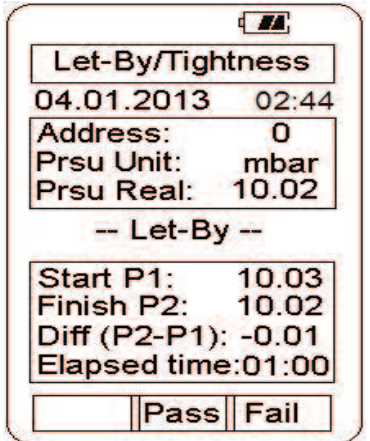 Let-By/Tightness
04.01.2013 02:44
Address: 0
Prsu Unit: mbar
Prsu Real: 10.02
-- Let-By --
Start P1: 10.03
Finish P2: 10.02
Diff (P2-P1): -0.01
Elapsed time:01:00
Pass Fail